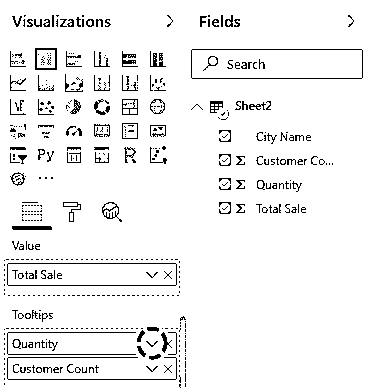 Visualizations
Fields
Search
Sheet2
City Name
Customer Co...
Σ Quantity
Σ Total Sale
Py
R
...
Value
Total Sale
Tooltips
Quantity
Customer Count